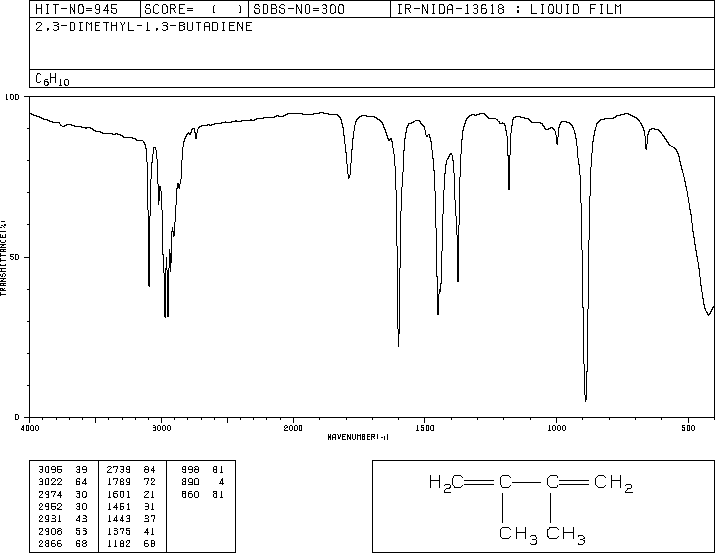 HIT-NO=945 SCORE= ( ) SDBS-NO=300 IR-NIDA-13618 : LIQUID FILM
2,3-DIMETHYL-1,3-BUTADIENE
C6H10
100
50
0
TRANSMITTANCE(%)
4000 3000 2000 1500 1000 500
WAVENUMBER(-1)
3095 39 2739 84 998 81
3022 64 1789 72 890 4
2974 30 1601 21 660 81
2952 30 1451 31
2931 43 1443 37
2908 53 1375 41
2866 68 1182 68
H2C C C CH2
CH3 CH3